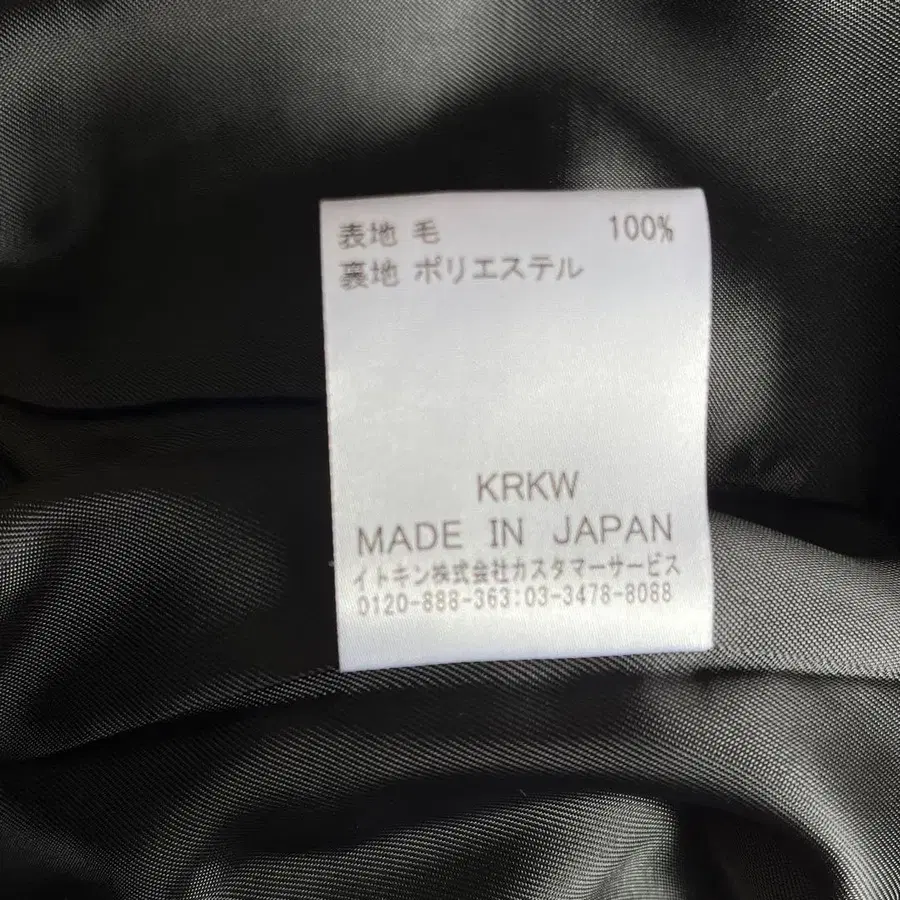 表地 毛 100%
裏地 ポリエステル
KRKW
MADE IN JAPAN
イトキン株式会社カスタマーサービス
0120-888-363:03-3478-8088